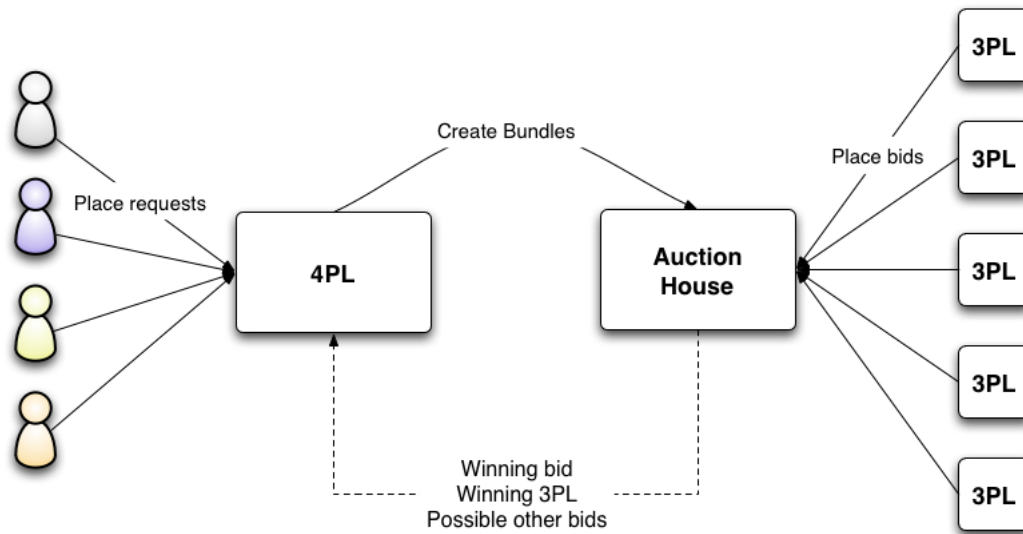 3PL
Create Bundles
3PL
Place bids
Place requests
4PL
Auction
House
3PL
3PL
Winning bid
Winning 3PL
Possible other bids
3PL